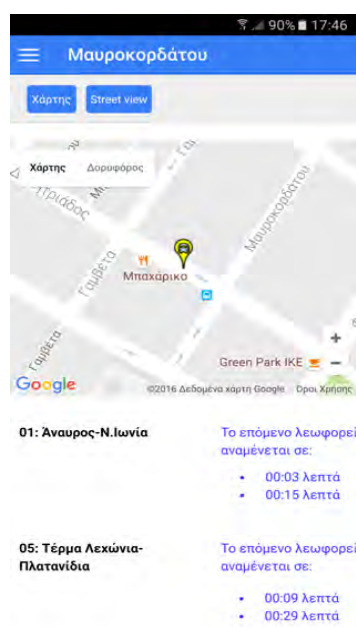 90% 17:46
Μαυροκορδάτου
Χάρτης Street view
Χάρτης Δορυφόρος
Γαμβέτα
Μαυροκορδάτου
Μπαχάρικο
Γαμβέτα
Green Park IKE
+
−
Google ©2016 Δεδομένα χάρτη Google Όροι Χρήσης
01: Άναυρος-Ν.Ιωνία
Το επόμενο λεωφορεί
αναμένεται σε:
• 00:03 λεπτά
• 00:15 λεπτά
05: Τέρμα Λεχώνια-
Πλατανίδια
Το επόμενο λεωφορεί
αναμένεται σε:
• 00:09 λεπτά
• 00:29 λεπτά